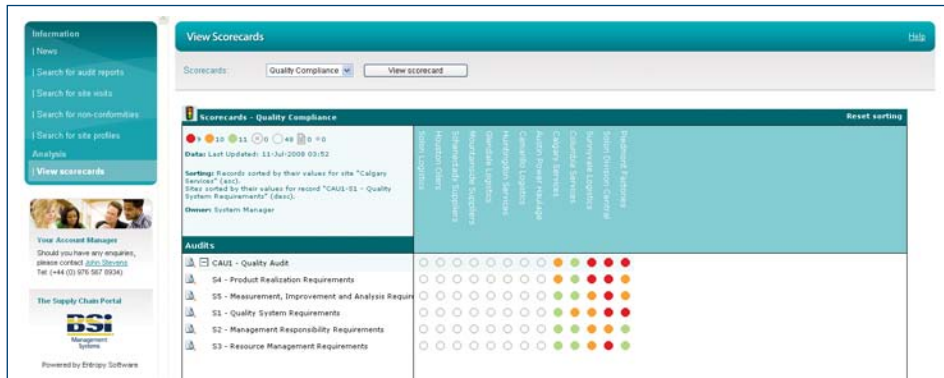 Information
| News
| Search for audit reports
| Search for site visits
| Search for non-conformities
| Search for site profiles
Analysis
| View scorecards
Your Account Manager
Should you have any enquiries,
please contact John Stevens
Tel: (+44 (0) 976 567 8934)
The Supply Chain Portal
BSi
Management
Systems
Powered by Entropy Software
View Scorecards
Help
Scorecards:
Quality Compliance
View scorecard
Scorecards - Quality Compliance
Reset sorting
9 10 11 0 48 0 0
Data: Last Updated: 11-Jul-2008 03:52
Sorting: Records sorted by their values for site "Calgary
Services" (asc).
Sites sorted by their values for record "CAU1-S1 - Quality
System Requirements" (desc).
Owner: System Manager
Solon Logistics
Houston Oilers
Schenectady Suppliers
Mountainside Suppliers
Glendale Logistics
Huntingdon Services
Camarillo Logistics
Austin Power Haulage
Calgary Services
Columbia Services
Sunnyvale Logistics
Solon Division Central
Piedmont Factories
Audits
CAU1 - Quality Audit
S4 - Product Realization Requirements
S5 - Measurement, Improvement and Analysis Requir
S1 - Quality System Requirements
S2 - Management Responsibility Requirements
S3 - Resource Management Requirements